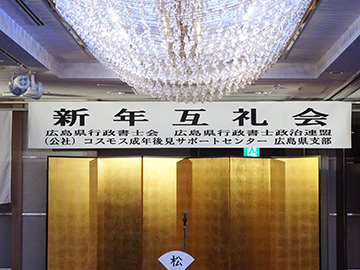 新年互礼会
広島県行政書士会　広島県行政書士政治連盟
(公社) コスモス成年後見サポートセンター 広島県支部
松